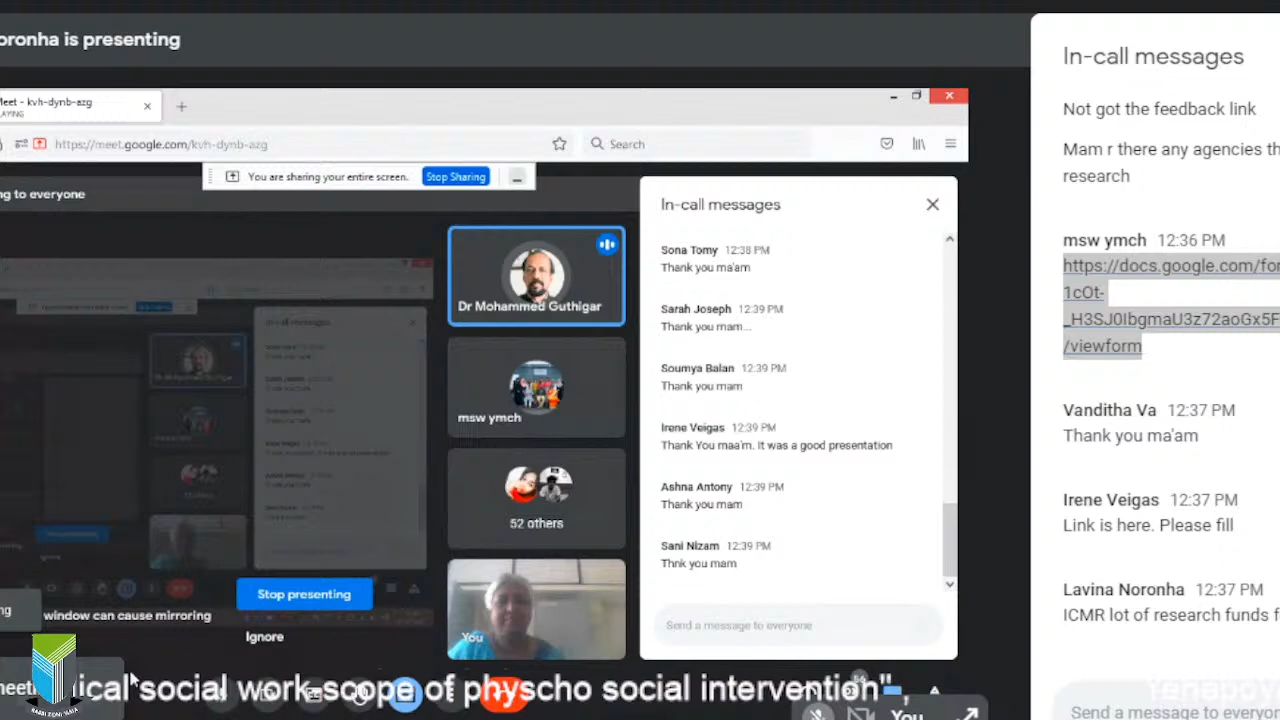 oronha is presenting
Meet - kvh-dynb-azg
https://meet.google.com/kvh-dynb-azg
Search
You are sharing your entire screen.
Stop Sharing
ng to everyone
In-call messages
Sona Tomy 12:38 PM
Thank you ma'am
Sarah Joseph 12:39 PM
Thank you mam...
Soumya Balan 12:39 PM
Thank you mam
Irene Veigas 12:39 PM
Thank You maa'm. It was a good presentation
Ashna Antony 12:39 PM
Thank you mam
Sani Nizam 12:39 PM
Thnk you mam
Send a message to everyone
Dr Mohammed Guthigar
msw ymch
52 others
You
Stop presenting
window can cause mirroring
Ignore
In-call messages
Not got the feedback link
Mam r there any agencies th
research
msw ymch 12:36 PM
https://docs.google.com/for
1cOt-
_H3SJ0IbgmaU3z72aoGx5F
/viewform
Vanditha Va 12:37 PM
Thank you ma'am
Irene Veigas 12:37 PM
Link is here. Please fill
Lavina Noronha 12:37 PM
ICMR lot of research funds f
Send a message to everyone
ical social work-scope of physcho social intervention",
You